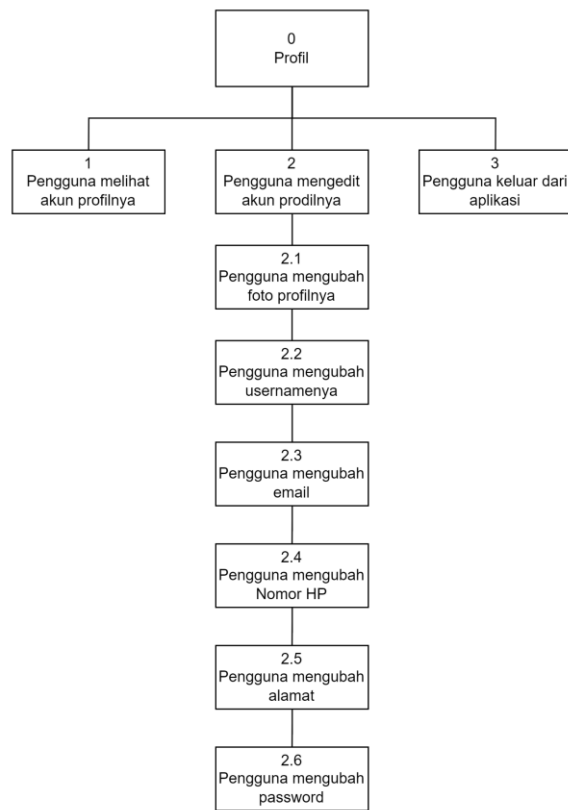 0
Profil
1
Pengguna melihat
akun profilnya
2
Pengguna mengedit
akun prodilnya
3
Pengguna keluar dari
aplikasi
2.1
Pengguna mengubah
foto profilnya
2.2
Pengguna mengubah
usernamenya
2.3
Pengguna mengubah
email
2.4
Pengguna mengubah
Nomor HP
2.5
Pengguna mengubah
alamat
2.6
Pengguna mengubah
password